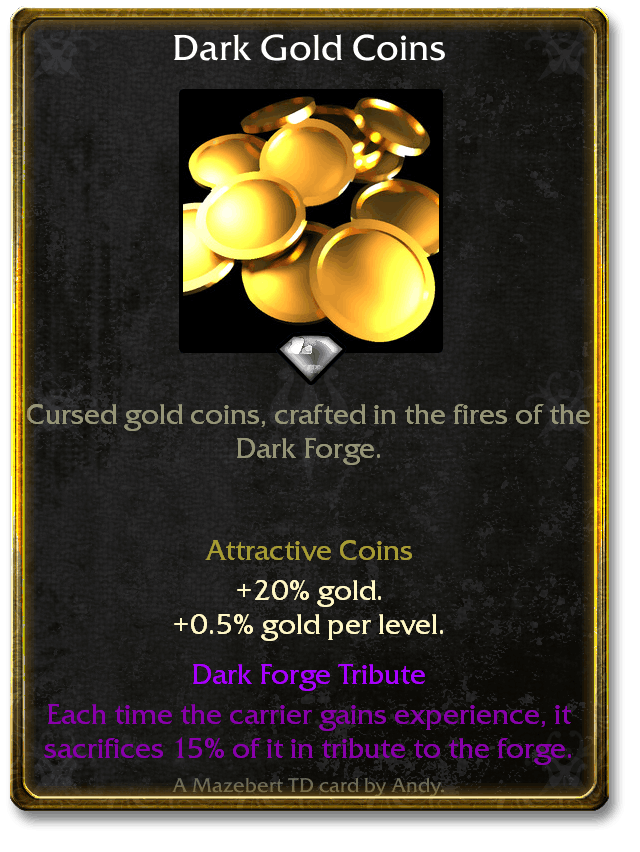 Dark Gold Coins
Cursed gold coins, crafted in the fires of the
Dark Forge.
Attractive Coins
+20% gold.
+0.5% gold per level.
Dark Forge Tribute
Each time the carrier gains experience, it
sacrifices 15% of it in tribute to the forge.
A Mazebert TD card by Andy.